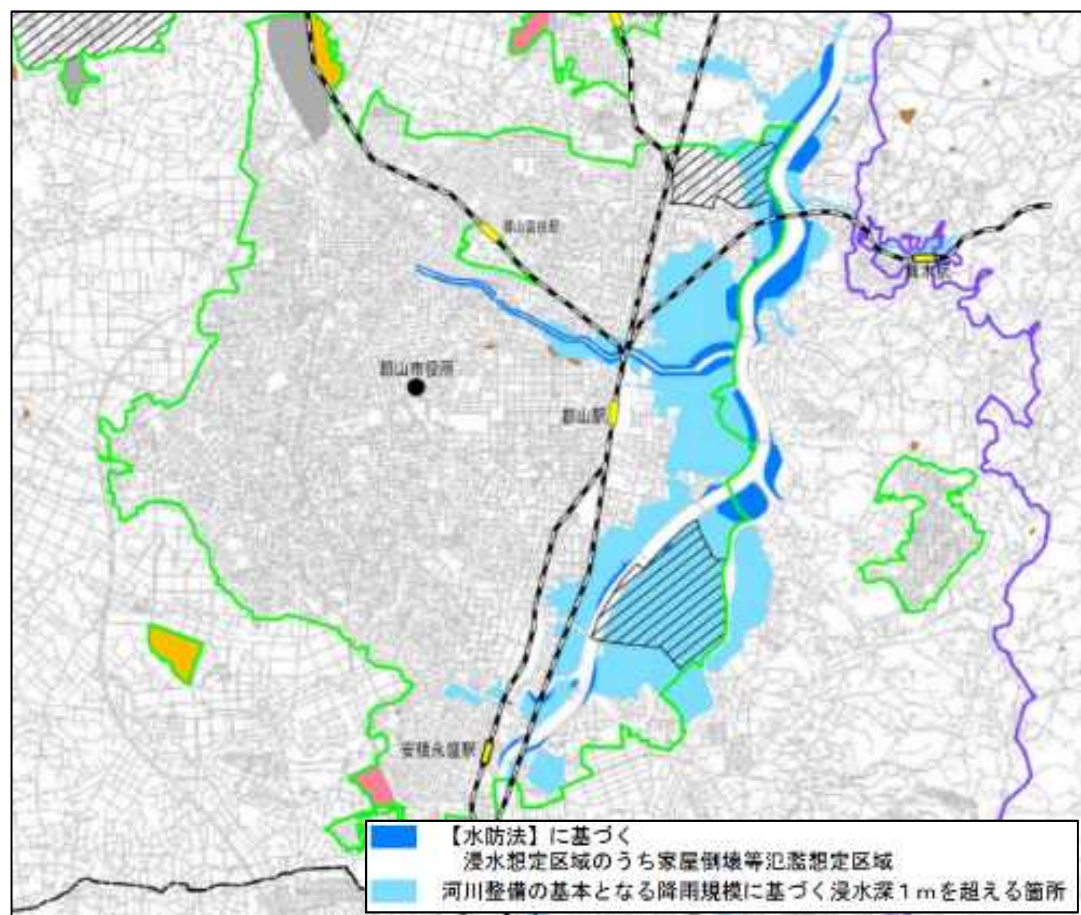 郡山富田駅
郡山市役所
郡山駅
舞木駅
安積永盛駅
【水防法】に基づく
浸水想定区域のうち家屋倒壊等氾濫想定区域
河川整備の基本となる降雨規模に基づく浸水深1mを超える箇所